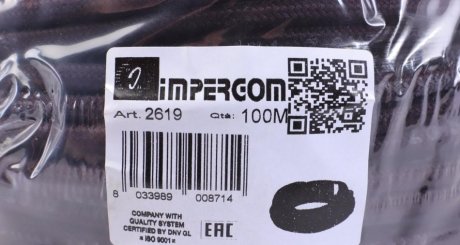 IMPERGOM
Art. 2619 Qtà: 100M
8 033989 008714
COMPANY WITH
QUALITY SYSTEM
CERTIFIED BY DNV GL
= ISO 9001 =
EAC